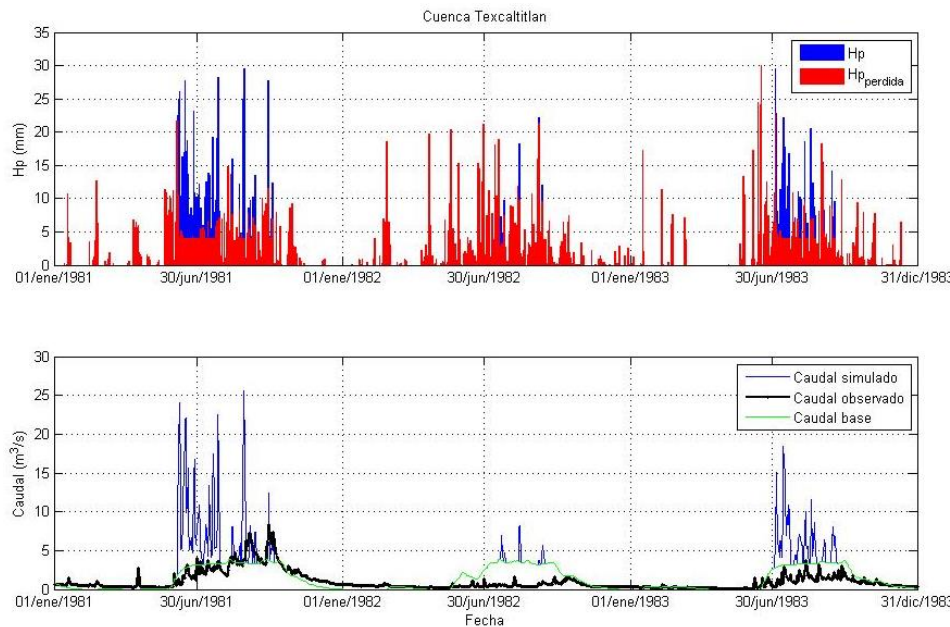 Cuenca Texcaltitlan
35
30
25
20
15
10
5
0
Hp (mm)
Hp
Hp perdida
01/ene/1981
30/jun/1981
01/ene/1982
30/jun/1982
01/ene/1983
30/jun/1983
31/dic/1983
30
25
20
15
10
5
0
Caudal (m³/s)
Caudal simulado
Caudal observado
Caudal base
01/ene/1981
30/jun/1981
01/ene/1982
30/jun/1982
01/ene/1983
30/jun/1983
31/dic/1983
Fecha